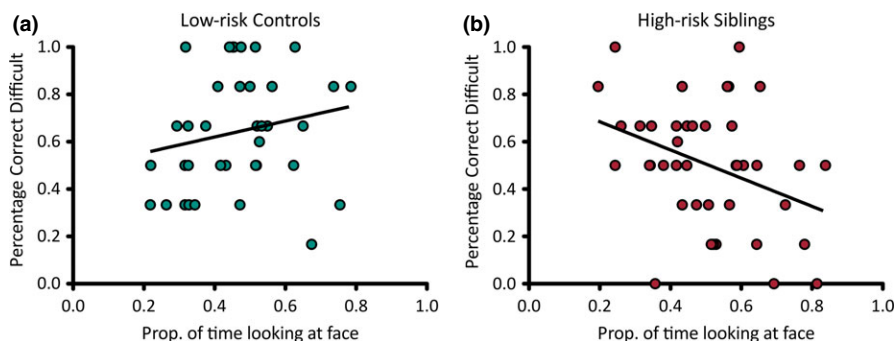 (a)
Low-risk Controls
Percentage Correct Difficult
1.0
0.8
0.6
0.4
0.2
0.0
0.0 0.2 0.4 0.6 0.8 1.0
Prop. of time looking at face
(b)
High-risk Siblings
Percentage Correct Difficult
1.0
0.8
0.6
0.4
0.2
0.0
0.0 0.2 0.4 0.6 0.8 1.0
Prop. of time looking at face